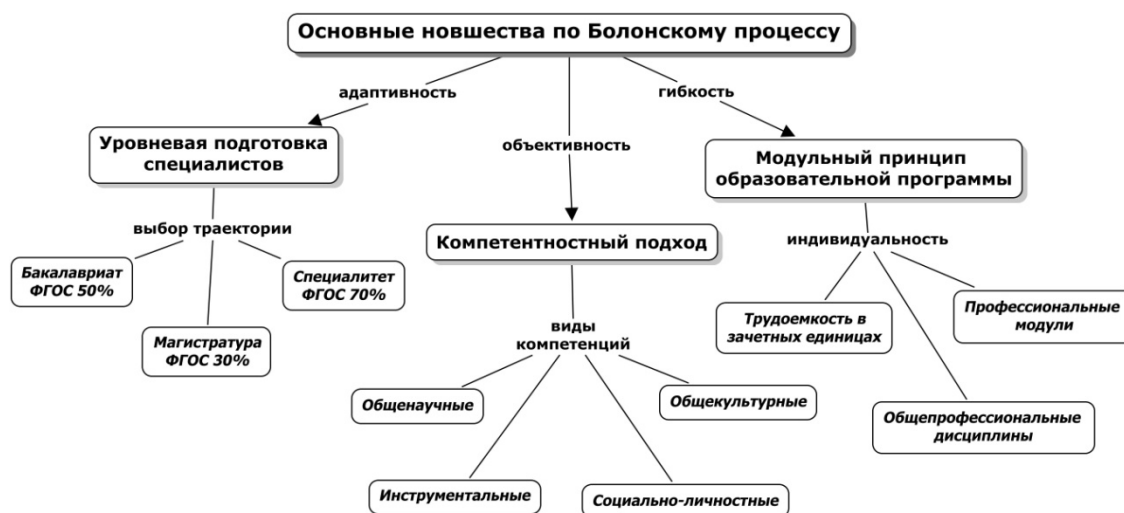 Основные новшества по Болонскому процессу
адаптивность
гибкость
объективность
Уровневая подготовка
специалистов
Модульный принцип
образовательной программы
выбор траектории
Компетентностный подход
индивидуальность
Бакалавриат
ФГОС 50%
Специалитет
ФГОС 70%
Магистратура
ФГОС 30%
виды
компетенций
Трудоемкость в
зачетных единицах
Профессиональные
модули
Общенаучные
Общекультурные
Общепрофессиональные
дисциплины
Инструментальные
Социально-личностные